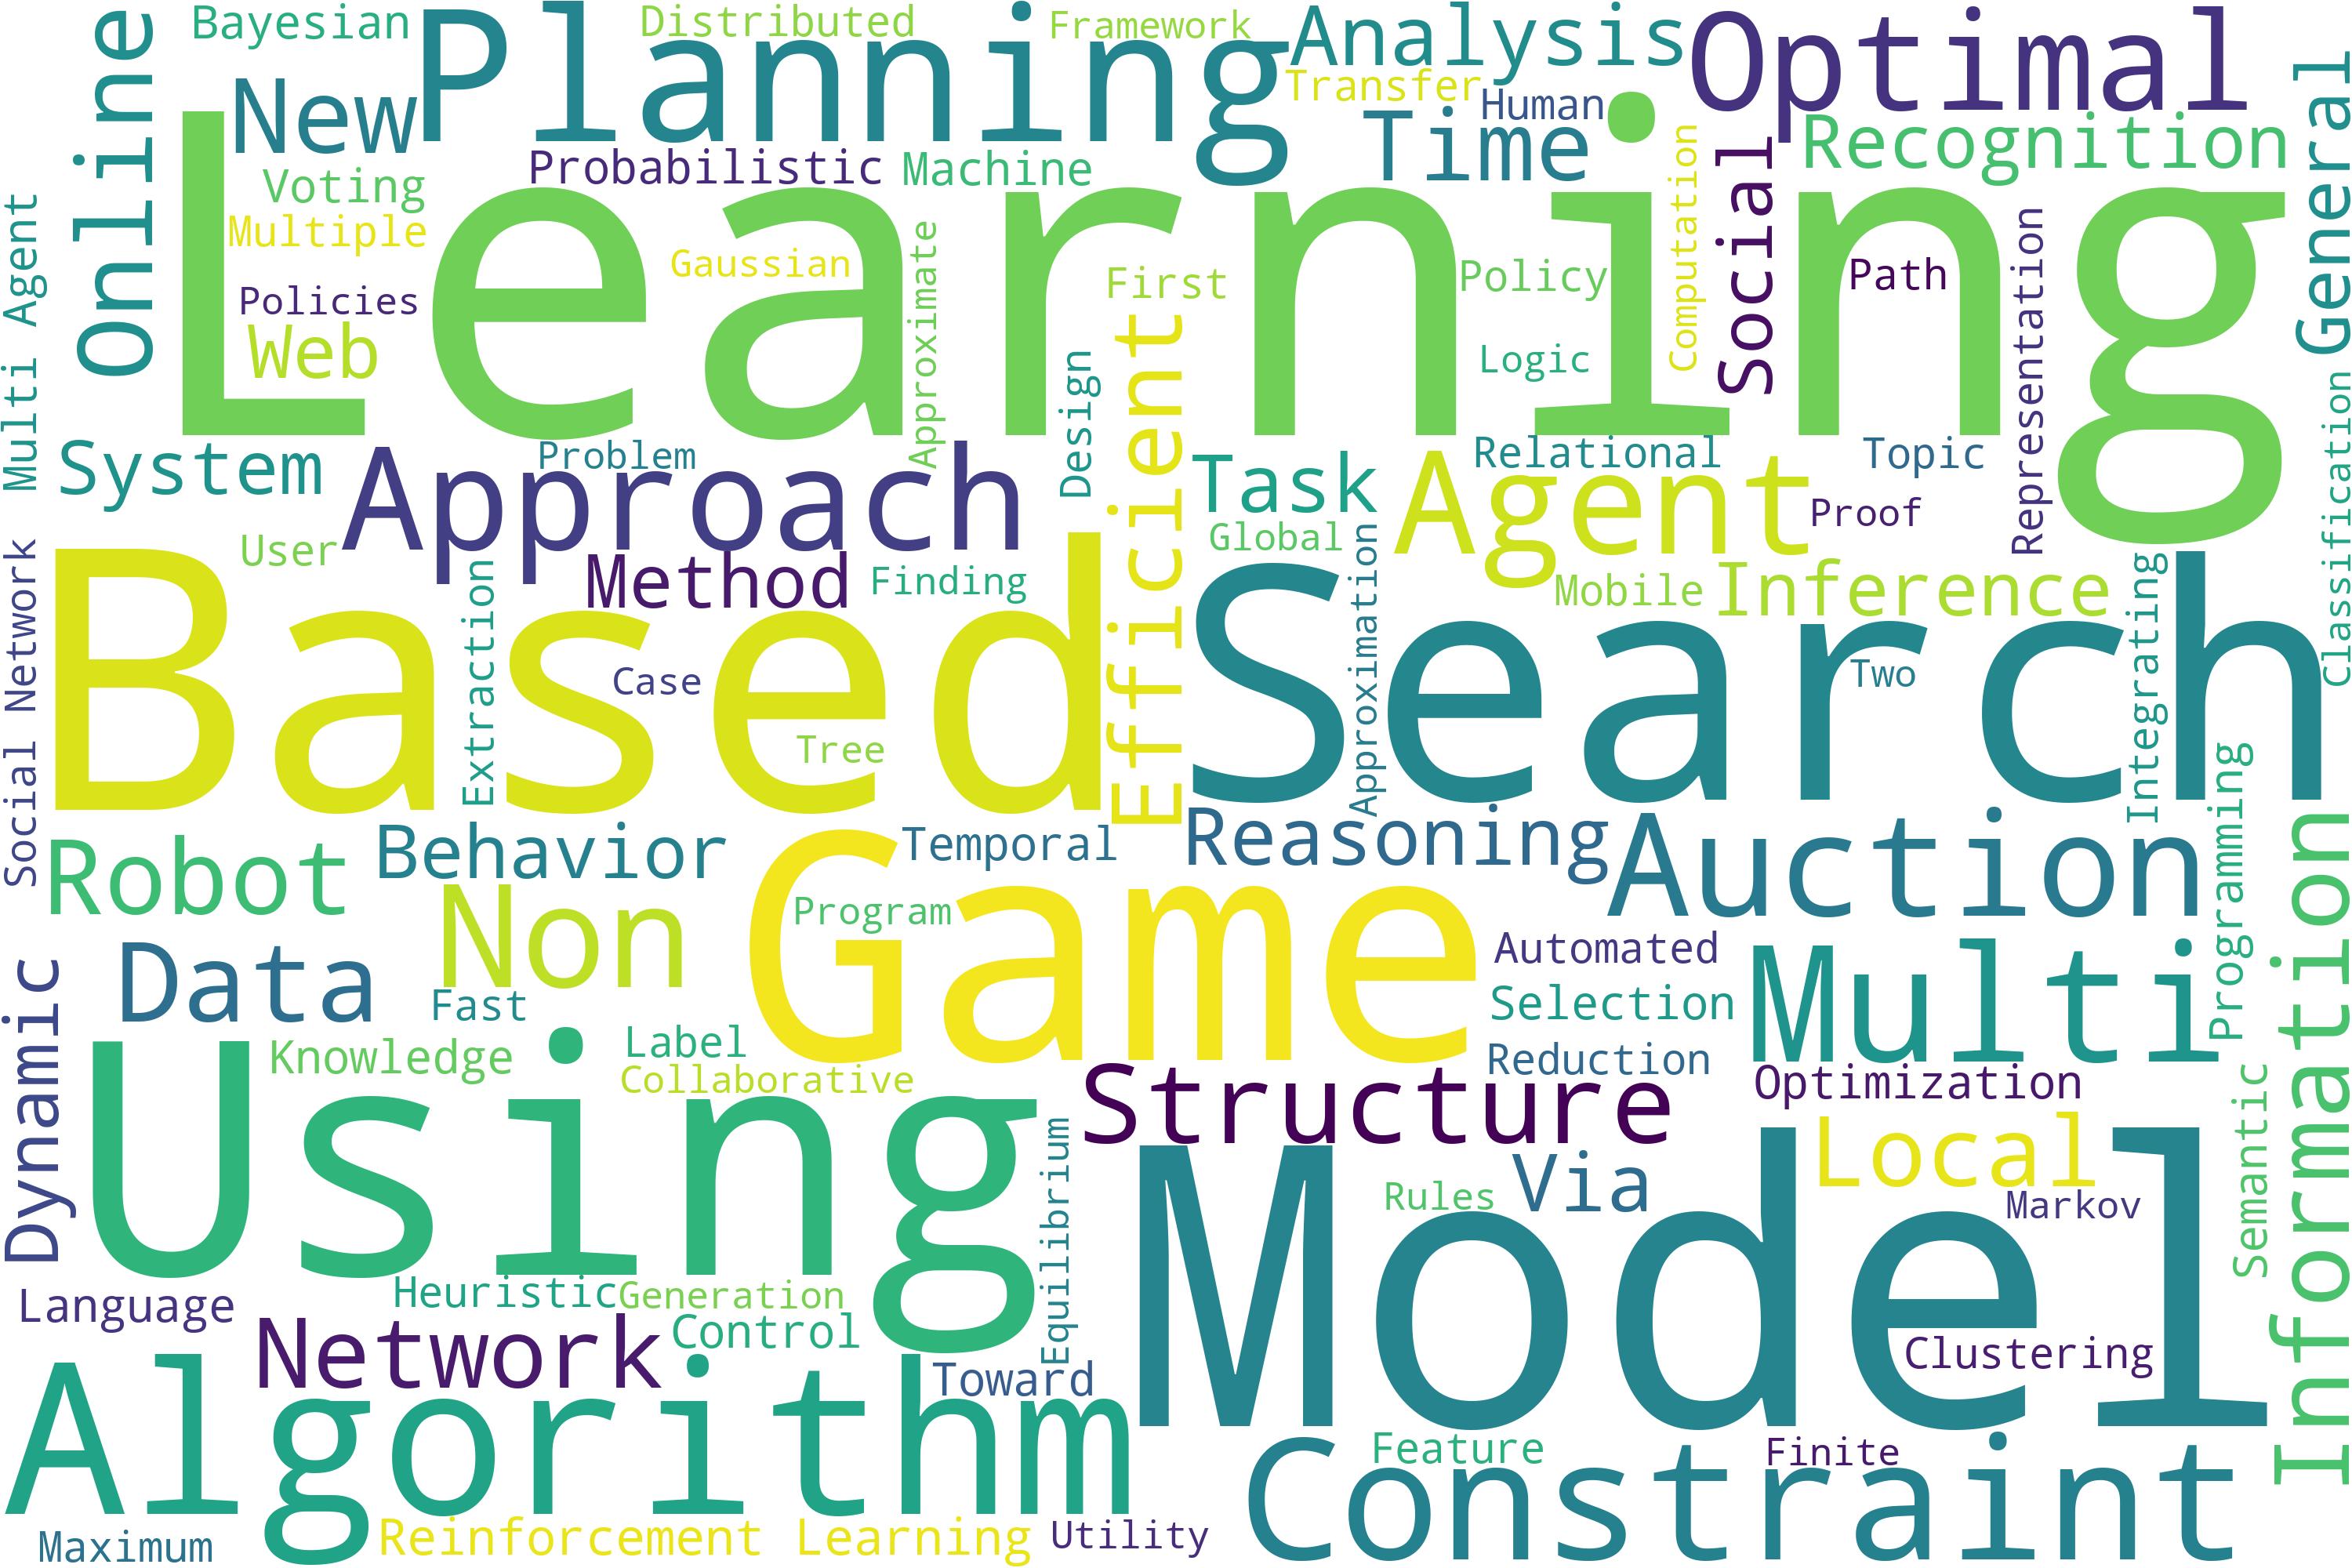 Bayesian
Distributed
Framework
Analysis
Optimal
Planning
Online
New
Transfer
Human
Time
General
Recognition
Social
Computation
Probabilistic
Machine
Voting
Multiple
Multi Agent
Learning
Gaussian
Approximate
First
Policy
Path
Representation
Policies
Web
Efficient
Design
Logic
Classification
System
Problem
Approach
Task
Relational
Topic
Agent
Proof
User
Global
Social Network
Method
Finding
Mobile
Inference
Extraction
Approximation
Integrating
Based
Search
Case
Two
Tree
Programming
Behavior
Temporal
Reasoning
Auction
Robot
Non
Program
Game
Information
Data
Automated
Multi
Dynamic
Fast
Selection
Knowledge
Label
Reduction
Collaborative
Optimization
Using
Structure
Local
Semantic
Equilibrium
Via
Rules
Markov
Model
Language
Heuristic
Generation
Network
Control
Clustering
Toward
Algorithm
Feature
Finite
Constraint
Maximum
Reinforcement Learning
Utility